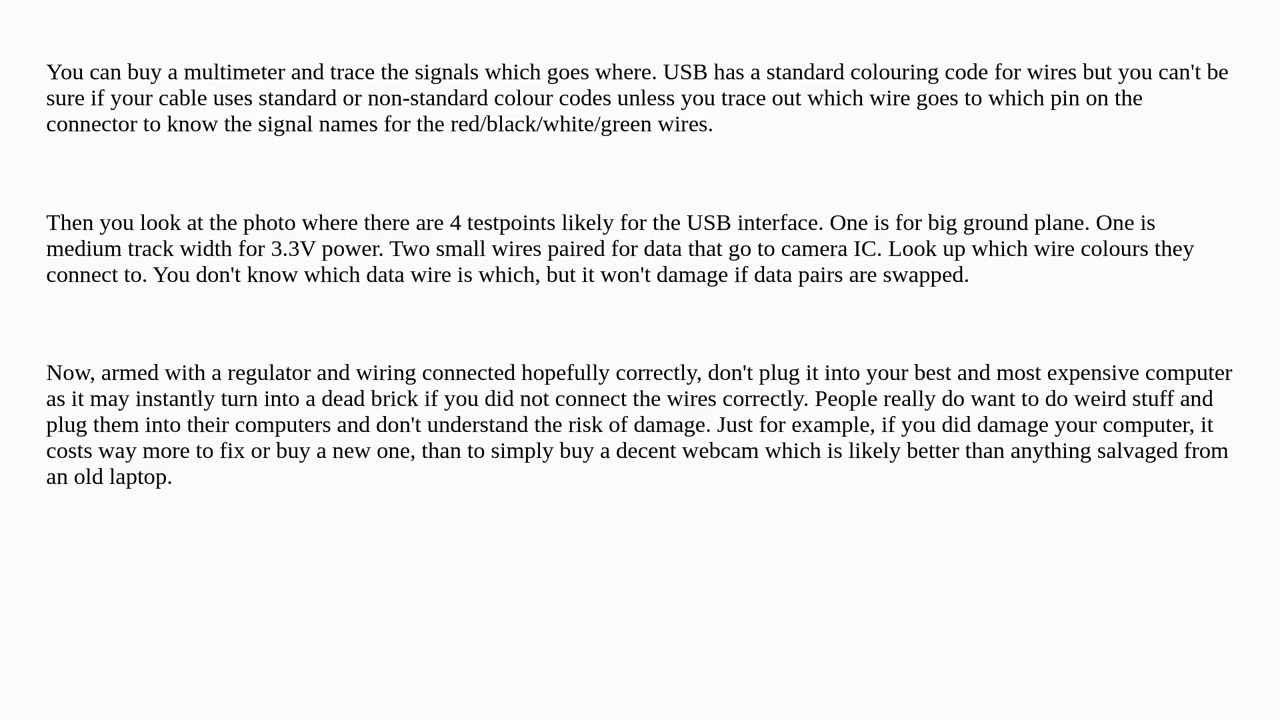 You can buy a multimeter and trace the signals which goes where. USB has a standard colouring code for wires but you can't be
sure if your cable uses standard or non-standard colour codes unless you trace out which wire goes to which pin on the
connector to know the signal names for the red/black/white/green wires.
Then you look at the photo where there are 4 testpoints likely for the USB interface. One is for big ground plane. One is
medium track width for 3.3V power. Two small wires paired for data that go to camera IC. Look up which wire colours they
connect to. You don't know which data wire is which, but it won't damage if data pairs are swapped.
Now, armed with a regulator and wiring connected hopefully correctly, don't plug it into your best and most expensive computer
as it may instantly turn into a dead brick if you did not connect the wires correctly. People really do want to do weird stuff and
plug them into their computers and don't understand the risk of damage. Just for example, if you did damage your computer, it
costs way more to fix or buy a new one, than to simply buy a decent webcam which is likely better than anything salvaged from
an old laptop.